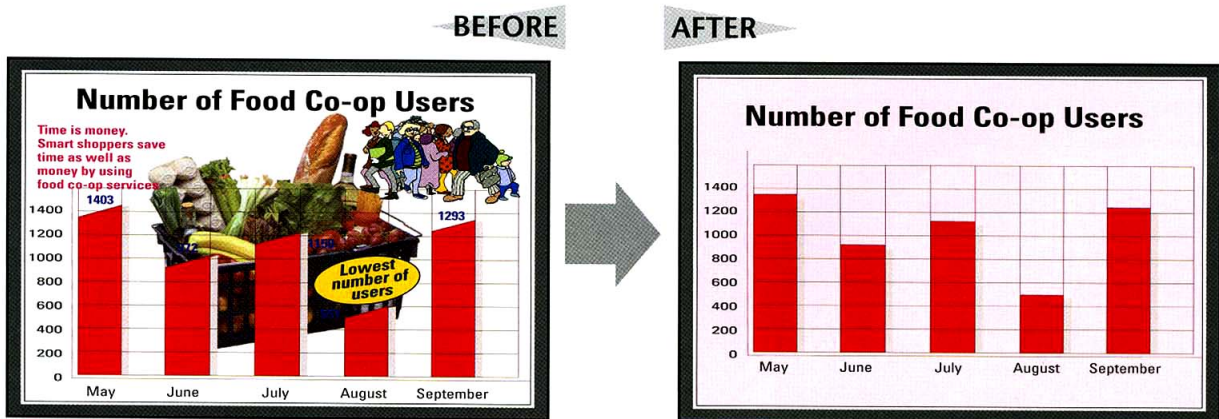 BEFORE
AFTER
Number of Food Co-op Users
Time is money.
Smart shoppers save
time as well as
money by using
food co-op services
1403
1293
1400
1200
1000
800
600
400
200
0
Lowest
number of
users
May June July August September
Number of Food Co-op Users
1400
1200
1000
800
600
400
200
0
May June July August September